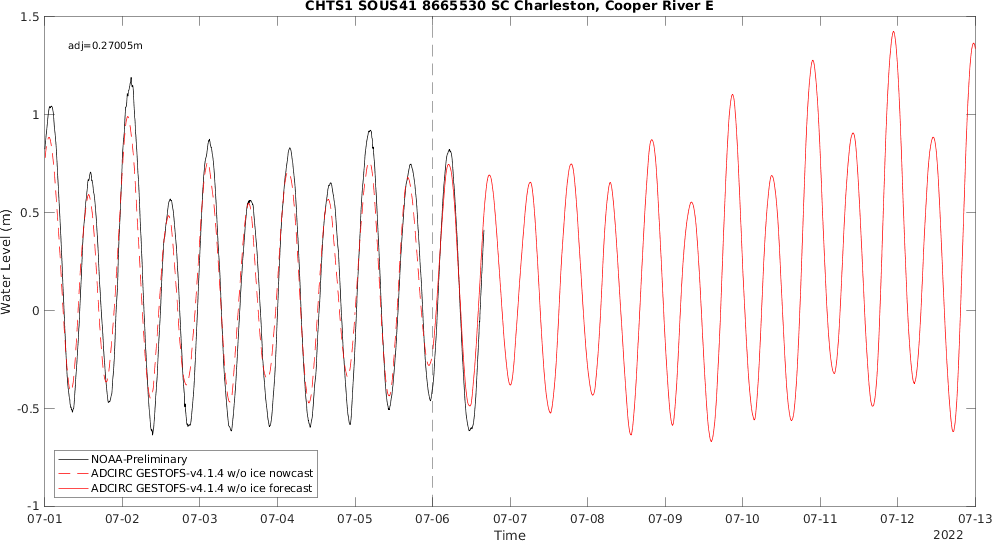 CHTS1 SOUS41 8665530 SC Charleston, Cooper River E
adj=0.27005m
1.5
1
0.5
0
-0.5
-1
Water Level (m)
NOAA-Preliminary
ADCIRC GESTOFS-v4.1.4 w/o ice nowcast
ADCIRC GESTOFS-v4.1.4 w/o ice forecast
07-01 07-02 07-03 07-04 07-05 07-06 07-07 07-08 07-09 07-10 07-11 07-12 07-13
Time
2022